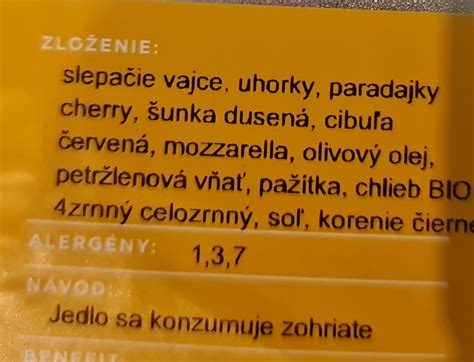 ZLOŽENIE:
slepačie vajce, uhorky, paradajky
cherry, šunka dusená, cibuľa
červená, mozzarella, olivový olej,
petržlenová vňať, pažítka, chlieb BIO
4zrnný celozrnný, soľ, korenie čierne
ALERGÉNY: 1,3,7
NÁVOD:
Jedlo sa konzumuje zohriate
BENEFIT: